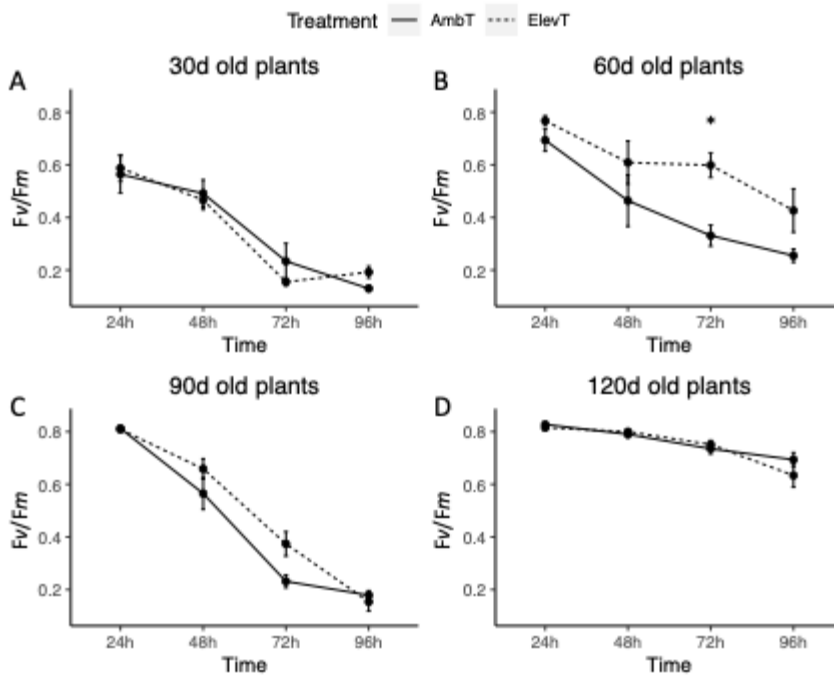 Treatment AmbT ElevT
A 30d old plants
Fv/Fm
0.8
0.6
0.4
0.2
24h 48h 72h 96h
Time
B 60d old plants
Fv/Fm
0.8
0.6
0.4
0.2
*
24h 48h 72h 96h
Time
C 90d old plants
Fv/Fm
0.8
0.6
0.4
0.2
24h 48h 72h 96h
Time
D 120d old plants
Fv/Fm
0.8
0.6
0.4
0.2
24h 48h 72h 96h
Time